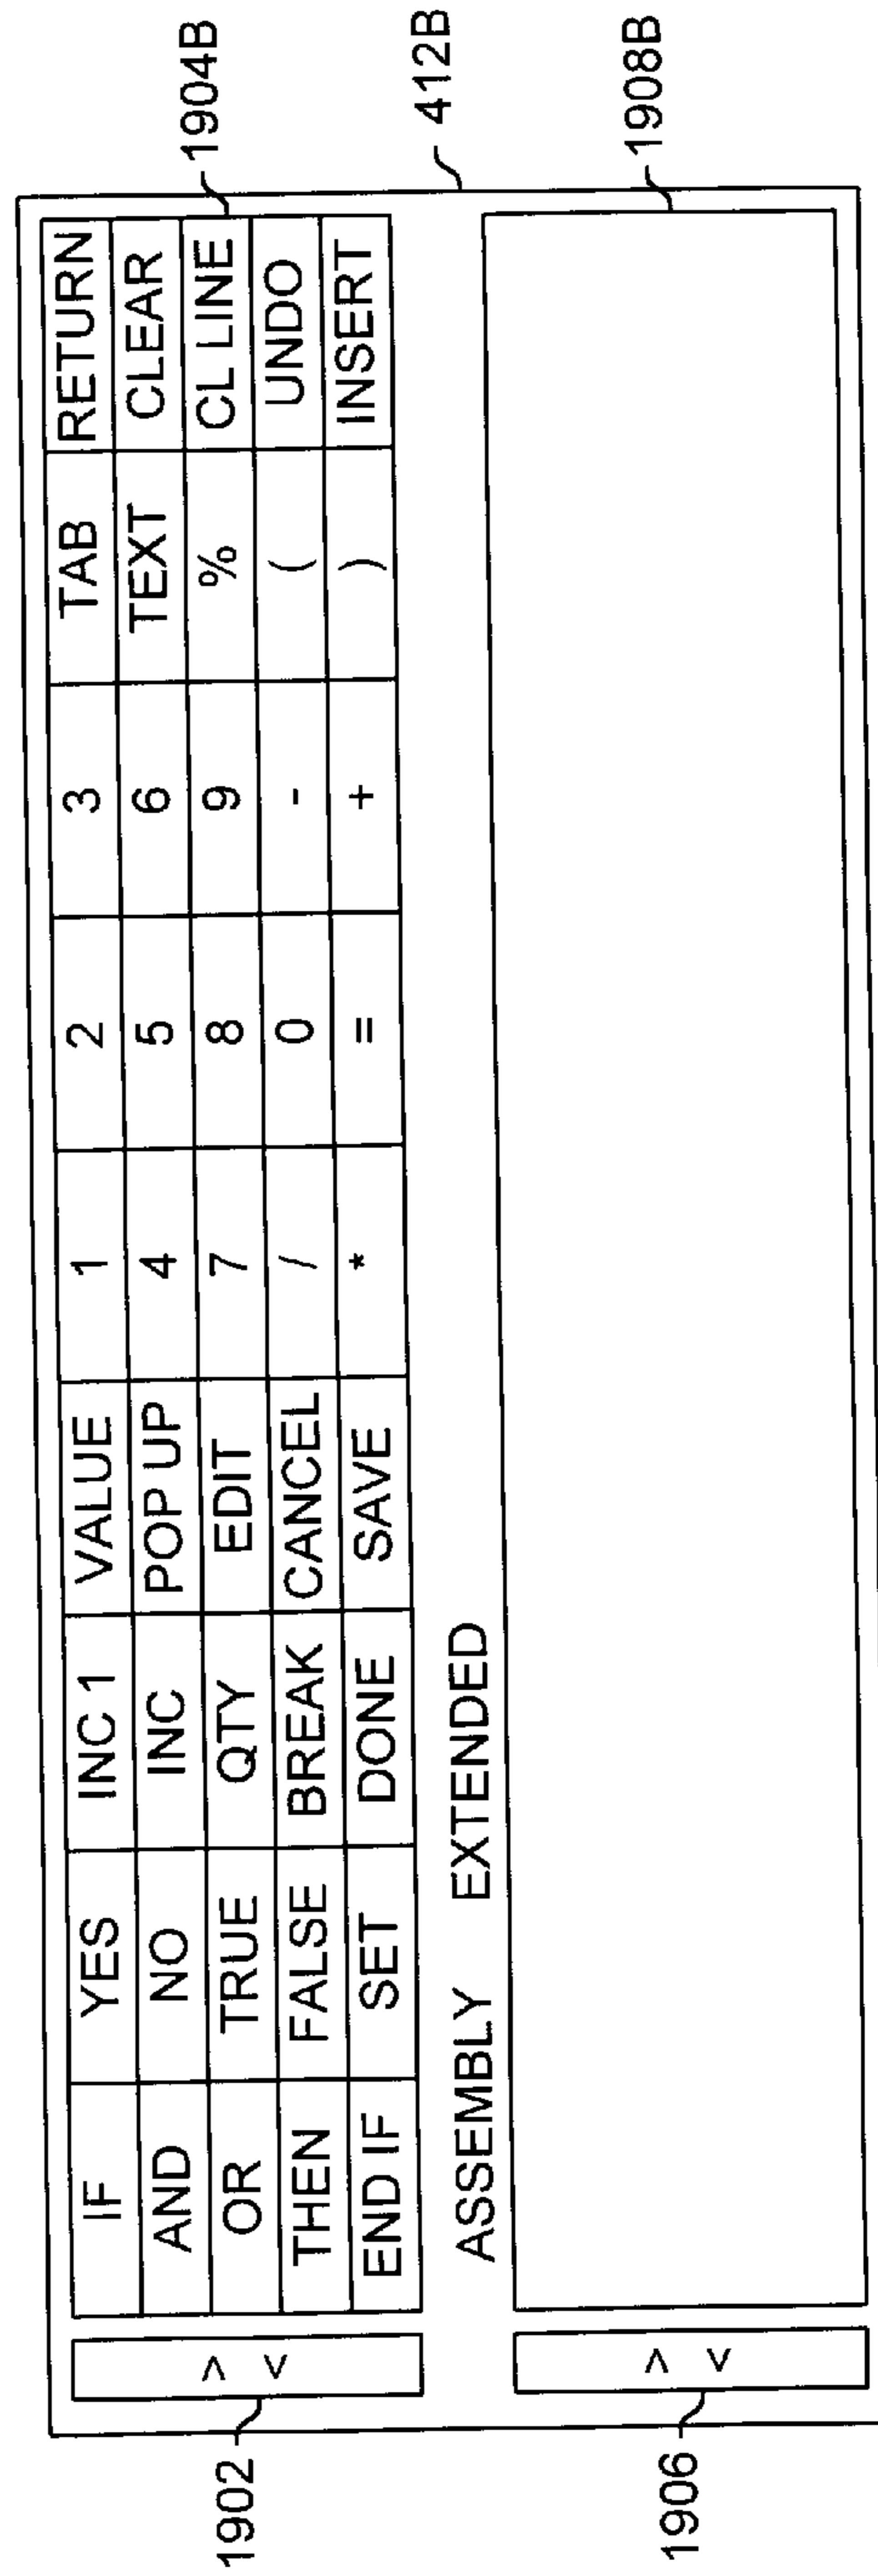 IF YES INC 1 VALUE 1 2 3 TAB RETURN
AND NO INC POP UP 4 5 6 TEXT CLEAR
OR TRUE QTY EDIT 7 8 9 % CL LINE
THEN FALSE BREAK CANCEL / 0 - ( UNDO
END IF SET DONE SAVE * = + ) INSERT
ASSEMBLY EXTENDED
< >
< >
1902
1906
1904B
412B
1908B